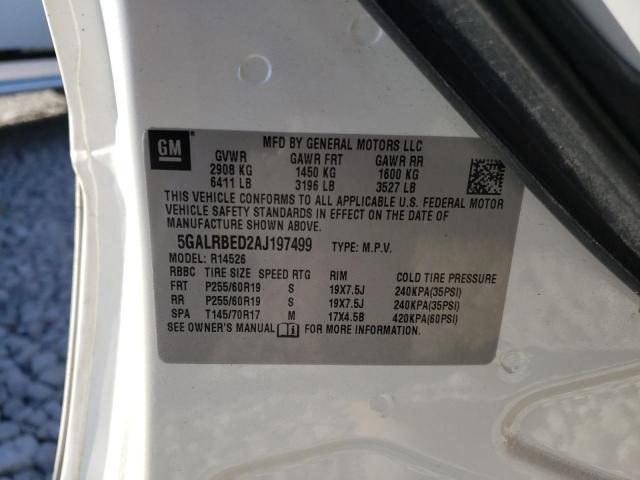 GM
MFD BY GENERAL MOTORS LLC
GVWR GAWR FRT GAWR RR
2908 KG 1450 KG 1600 KG
6411 LB 3196 LB 3527 LB
THIS VEHICLE CONFORMS TO ALL APPLICABLE U.S. FEDERAL MOTOR
VEHICLE SAFETY STANDARDS IN EFFECT ON THE DATE OF
MANUFACTURE SHOWN ABOVE.
5GALRBED2AJ197499 TYPE: M.P.V.
MODEL: R14526
RBBC TIRE SIZE SPEED RTG RIM COLD TIRE PRESSURE
FRT P255/60R19 S 19X7.5J 240KPA(35PSI)
RR P255/60R19 S 19X7.5J 240KPA(35PSI)
SPA T145/70R17 M 17X4.5B 420KPA(60PSI)
SEE OWNER'S MANUAL FOR MORE INFORMATION.